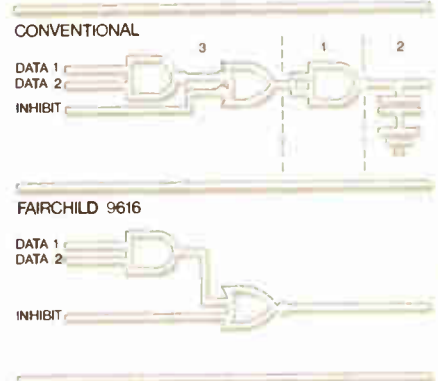 CONVENTIONAL
3 1 2
DATA 1
DATA 2
INHIBIT
FAIRCHILD 9616
DATA 1
DATA 2
INHIBIT